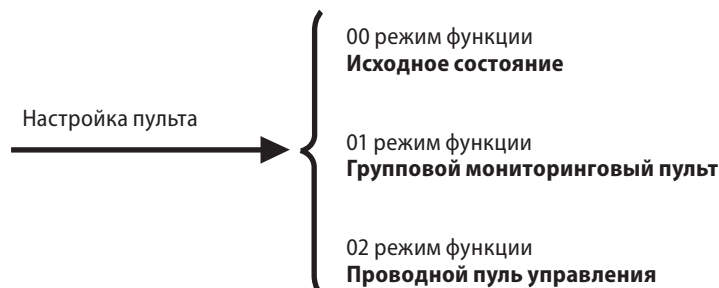 00 режим функции
Исходное состояние
Настройка пульта
01 режим функции
Групповой мониторинговый пульт
02 режим функции
Проводной пуль управления